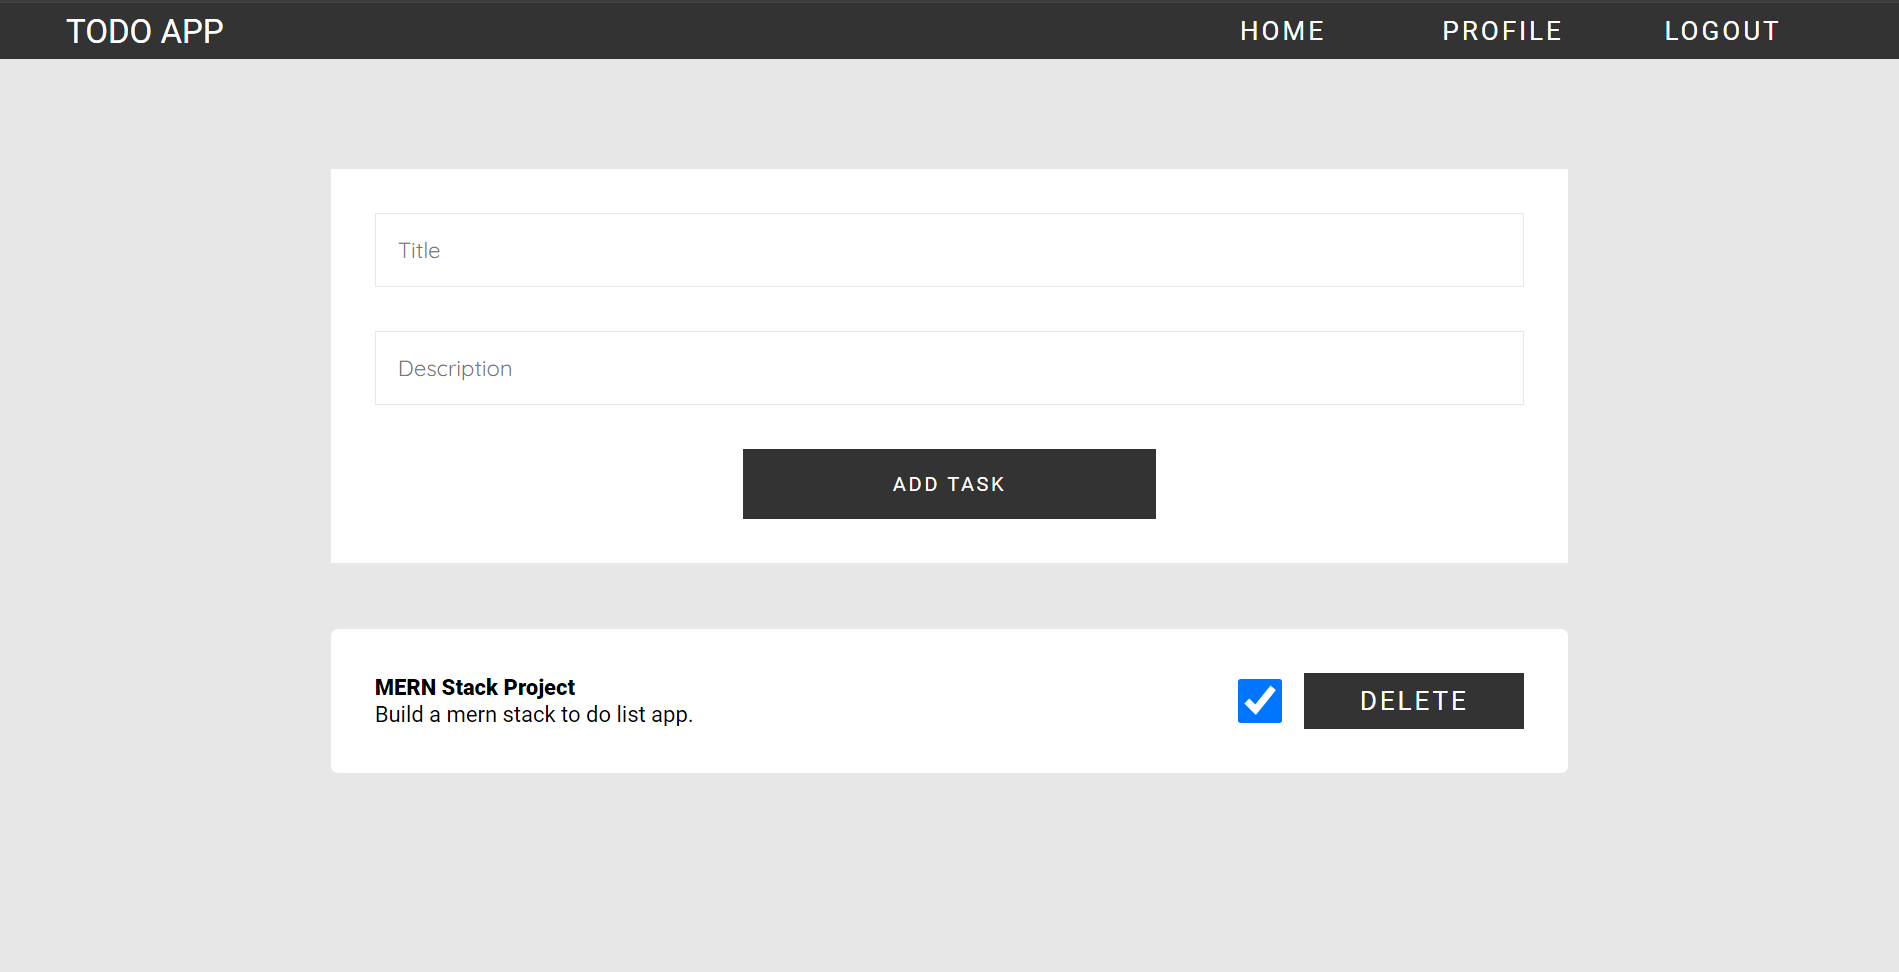 TODO APP
HOME
PROFILE
LOGOUT
Title
Description
ADD TASK
MERN Stack Project
Build a mern stack to do list app.
DELETE